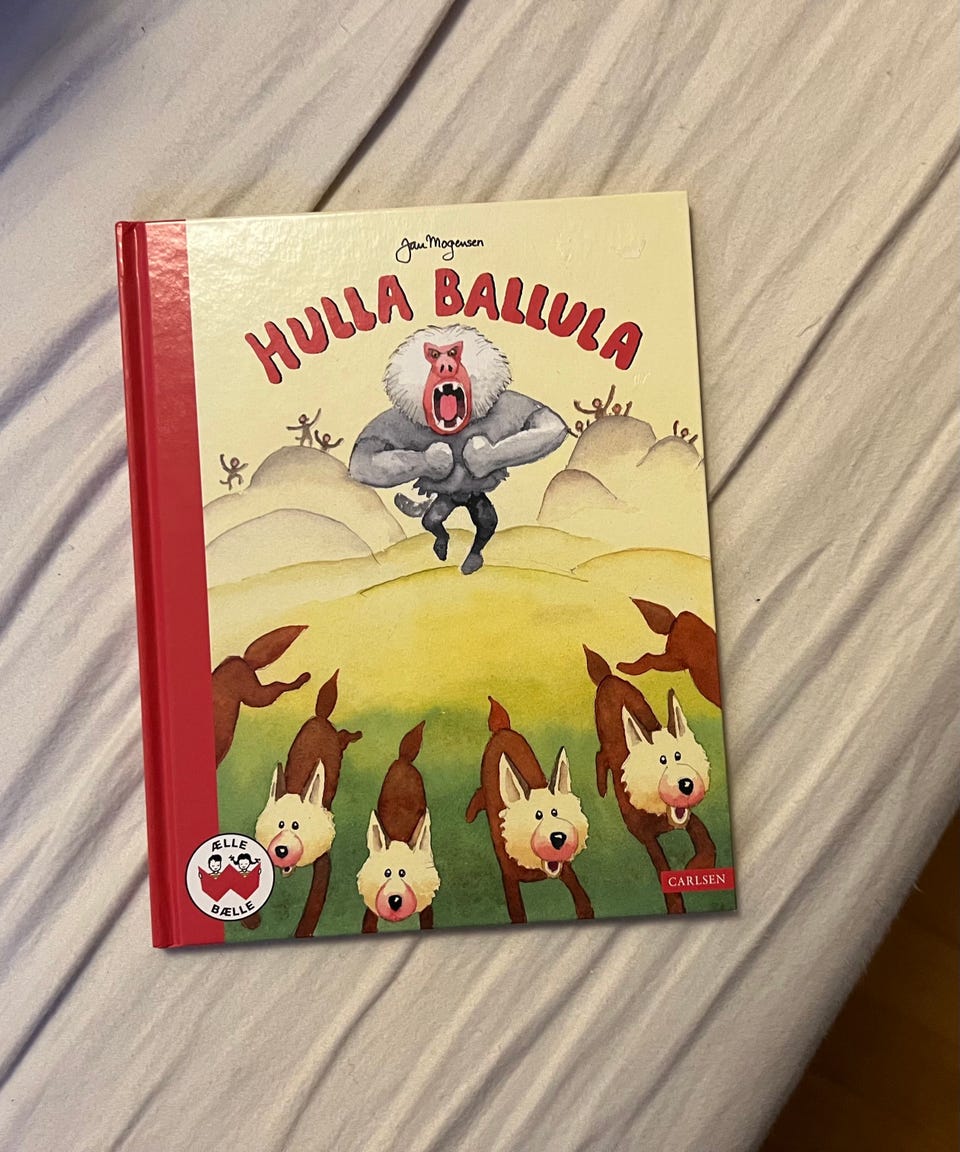 Jan Mogensen
HULLA BALLULA
ÆLLE
BÆLLE
CARLSEN